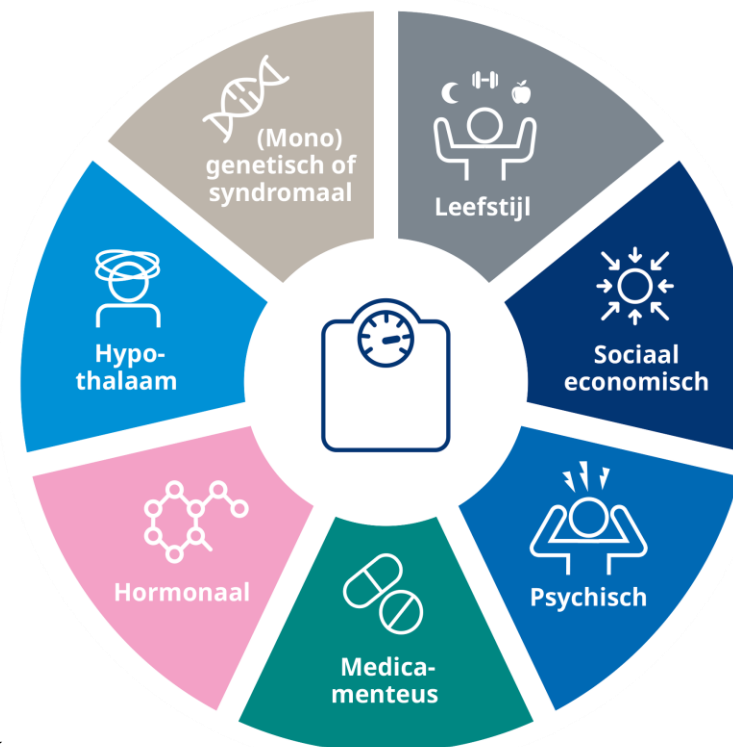 (Mono)
genetisch of
syndromaal
Leefstijl
Sociaal
economisch
Psychisch
Medica-
menteus
Hormonaal
Hypo-
thalaam